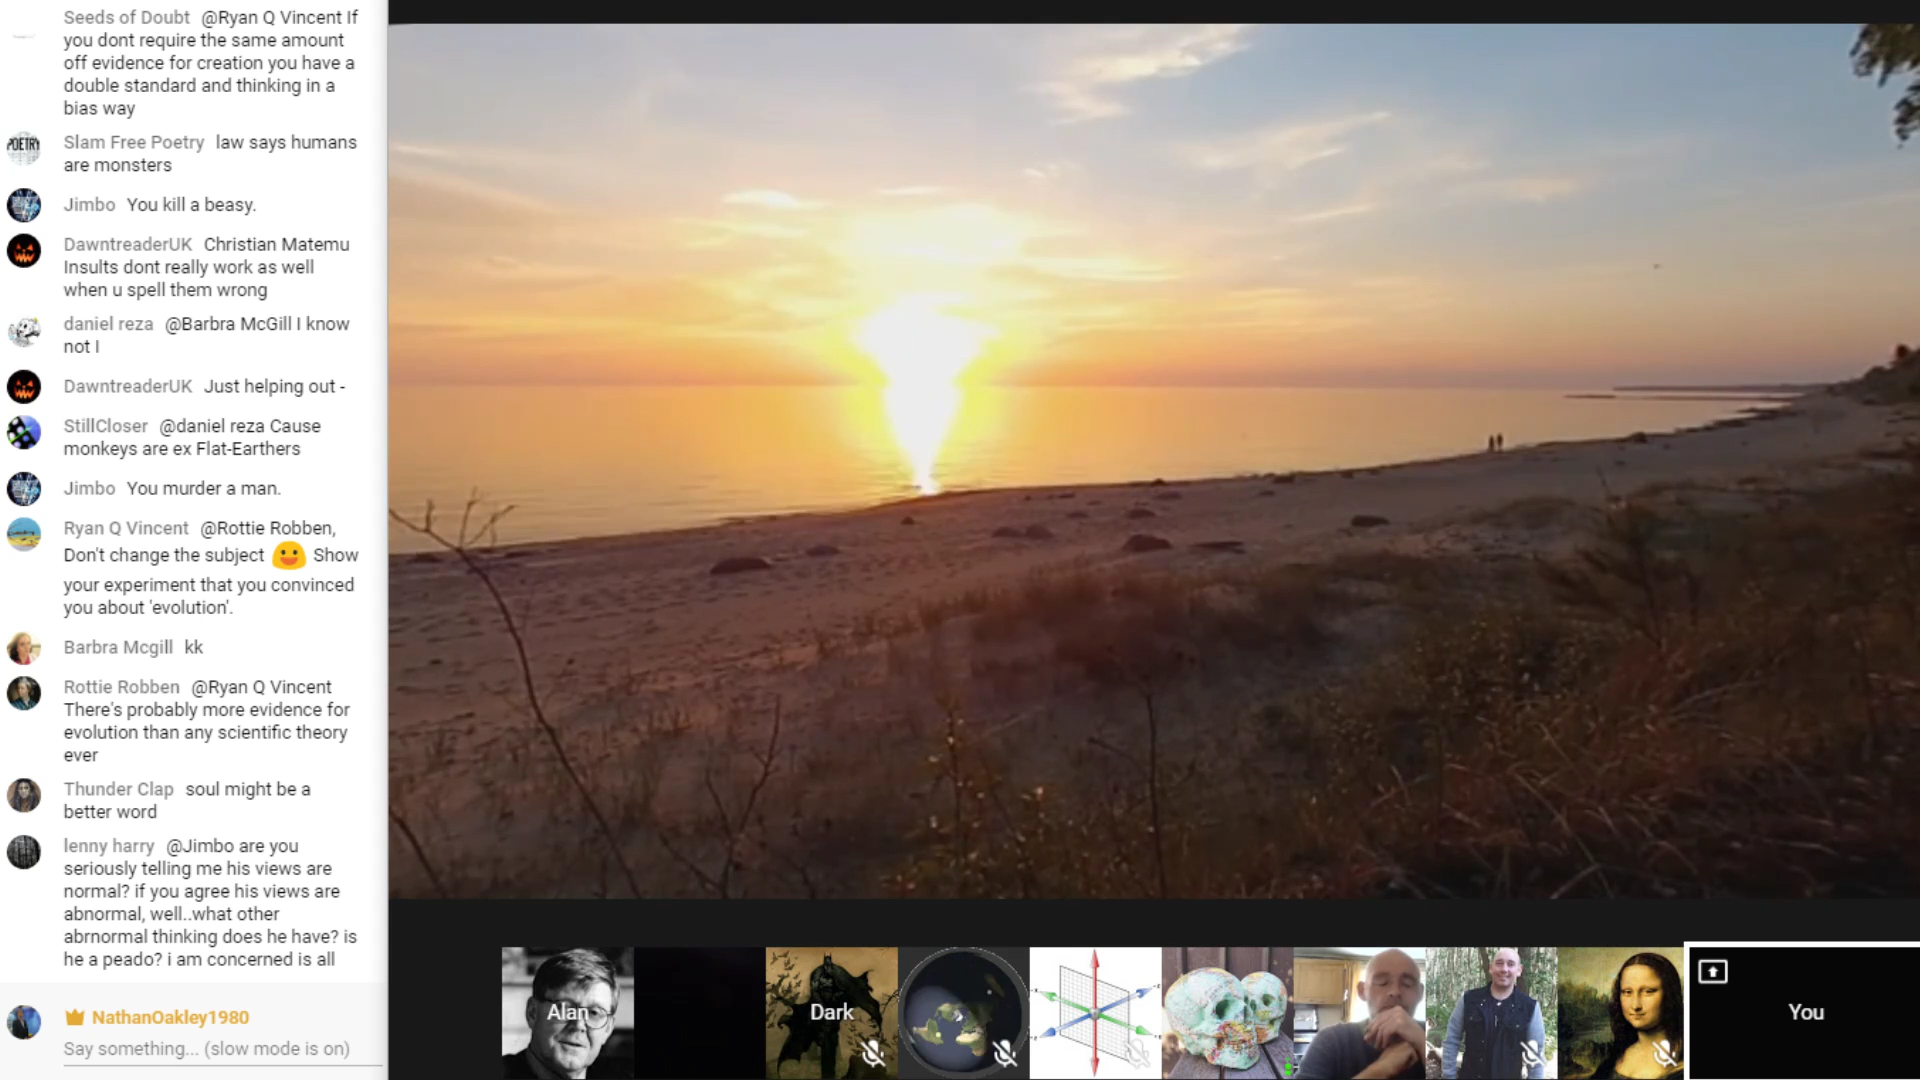 Seeds of Doubt @Ryan Q Vincent If
you dont require the same amount
off evidence for creation you have a
double standard and thinking in a
bias way
POETRY
Slam Free Poetry law says humans
are monsters
Jimbo You kill a beasy.
DawntreaderUK Christian Matemu
Insults dont really work as well
when u spell them wrong
daniel reza @Barbra McGill I know
not I
DawntreaderUK Just helping out -
StillCloser @daniel reza Cause
monkeys are ex Flat-Earthers
Jimbo You murder a man.
Ryan Q Vincent @Rottie Robben,
Don't change the subject 😃 Show
your experiment that you convinced
you about 'evolution'.
Barbra Mcgill kk
Rottie Robben @Ryan Q Vincent
There's probably more evidence for
evolution than any scientific theory
ever
Thunder Clap soul might be a
better word
lenny harry @Jimbo are you
seriously telling me his views are
normal? if you agree his views are
abnormal, well..what other
abrnormal thinking does he have? is
he a peado? i am concerned is all
NathanOakley1980
Say something... (slow mode is on)
Alan
Dark
You